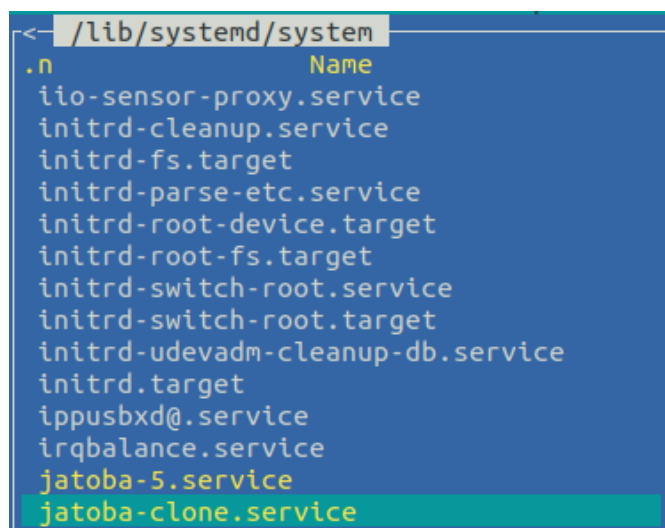 <─ /lib/systemd/system
.n Name
iio-sensor-proxy.service
initrd-cleanup.service
initrd-fs.target
initrd-parse-etc.service
initrd-root-device.target
initrd-root-fs.target
initrd-switch-root.service
initrd-switch-root.target
initrd-udevadm-cleanup-db.service
initrd.target
ippusbxd@.service
irqbalance.service
jatoba-5.service
jatoba-clone.service